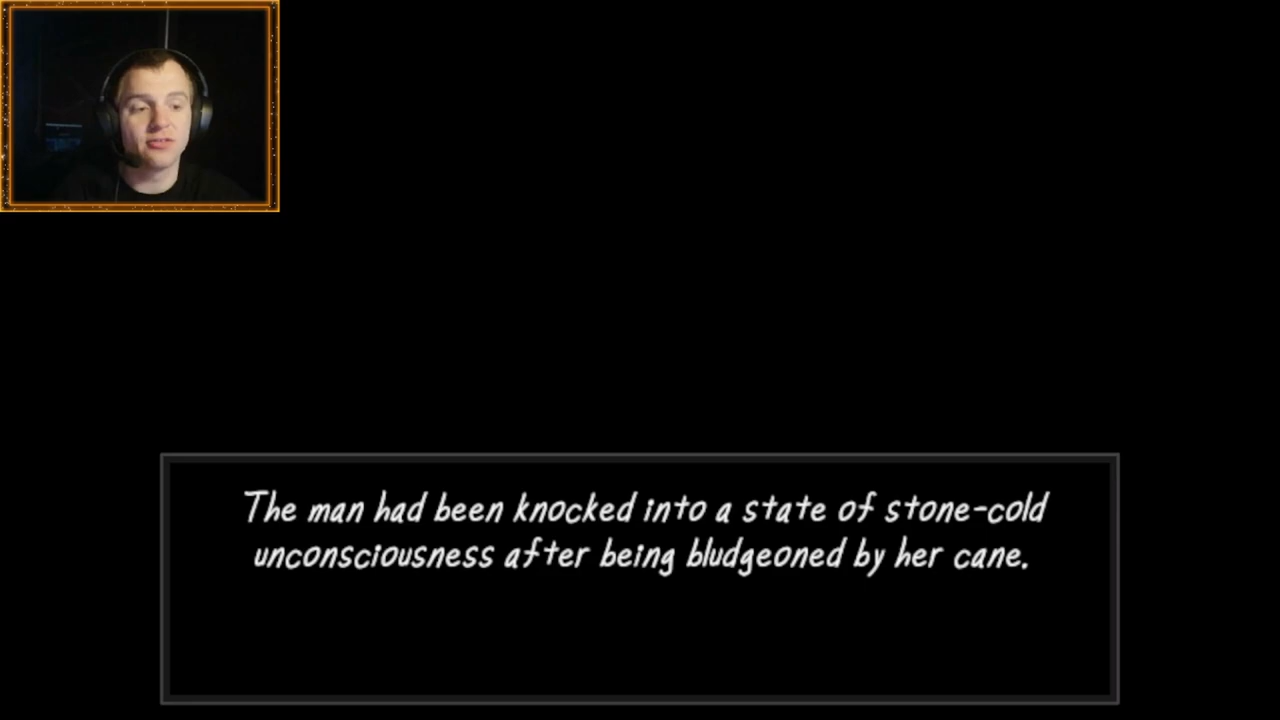 The man had been knocked into a state of stone-cold
unconsciousness after being bludgeoned by her cane.